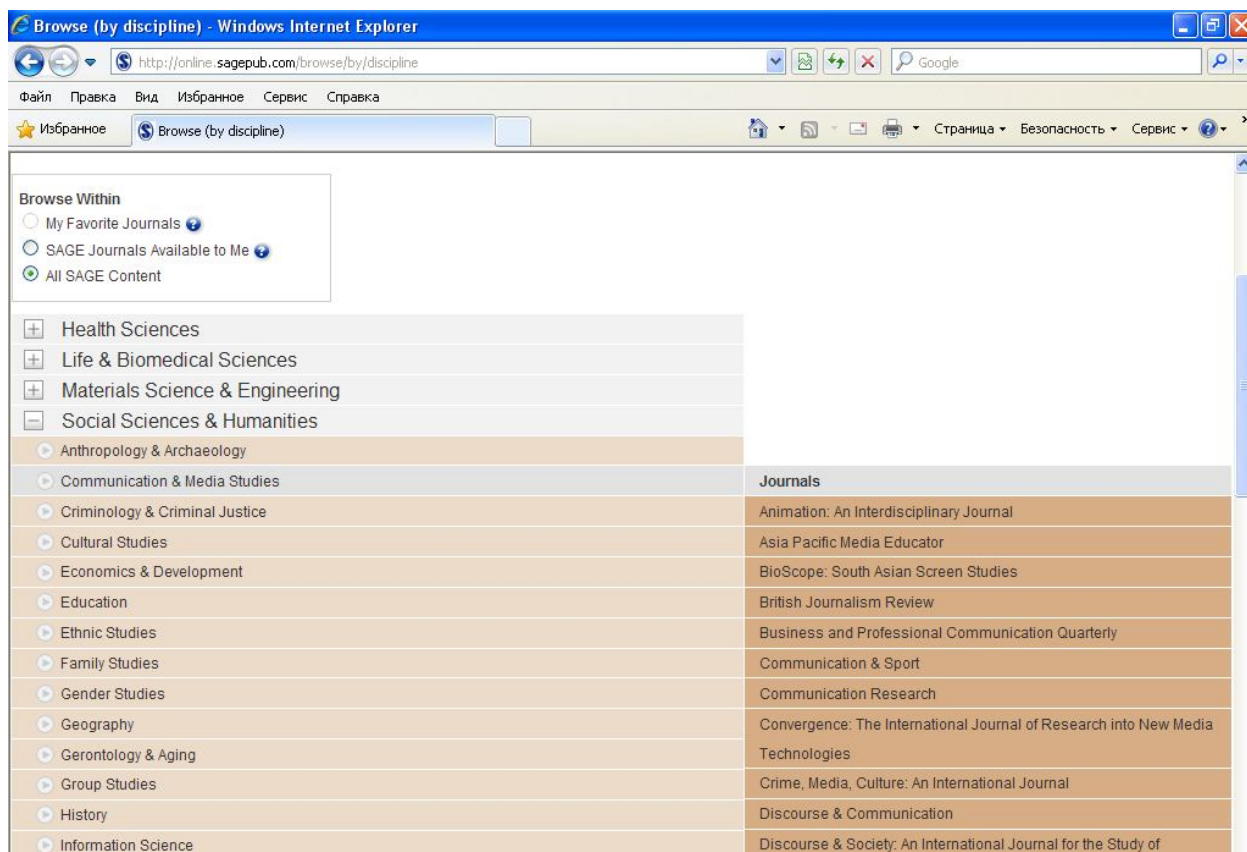 Browse (by discipline) - Windows Internet Explorer
http://online.sagepub.com/browse/by/discipline
Google
Файл Правка Вид Избранное Сервис Справка
Избранное
Browse (by discipline)
Страница
Безопасность
Сервис
Browse Within
My Favorite Journals
SAGE Journals Available to Me
All SAGE Content
Health Sciences
Life & Biomedical Sciences
Materials Science & Engineering
Social Sciences & Humanities
Anthropology & Archaeology
Communication & Media Studies
Criminology & Criminal Justice
Cultural Studies
Economics & Development
Education
Ethnic Studies
Family Studies
Gender Studies
Geography
Gerontology & Aging
Group Studies
History
Information Science
Journals
Animation: An Interdisciplinary Journal
Asia Pacific Media Educator
BioScope: South Asian Screen Studies
British Journalism Review
Business and Professional Communication Quarterly
Communication & Sport
Communication Research
Convergence: The International Journal of Research into New Media
Technologies
Crime, Media, Culture: An International Journal
Discourse & Communication
Discourse & Society: An International Journal for the Study of